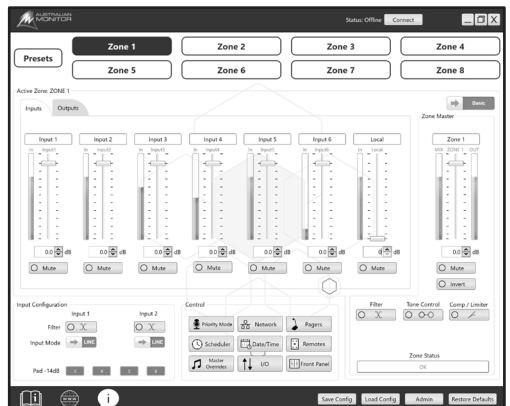 AUSTRALIAN
MONITOR
Status: Offline Connect
Presets
Zone 1 Zone 2 Zone 3 Zone 4
Zone 5 Zone 6 Zone 7 Zone 8
Active Zone: ZONE 1
Basic
Inputs Outputs
Zone Master
Input 1 Input 2 Input 3 Input 4 Input 5 Input 6 Local Zone 1
In Input1 In Input2 In Input3 In Input4 In Input5 In Input6 In Local MIX ZONE 1 OUT
0.0 dB 0.0 dB 0.0 dB 0.0 dB 0.0 dB 0.0 dB dB 0.0 dB
Mute Mute Mute Mute Mute Mute Mute Mute
Invert
Input Configuration
Input 1 Input 2
Filter
Input Mode LINE LINE
Pad -14dB
Control
Priority Mode Network Pagers
Scheduler Date/Time Remotes
Master Overrides I/O Front Panel
Filter Tone Control Comp / Limiter
Zone Status
OK
www
i
Save Config Load Config Admin Restore Defaults